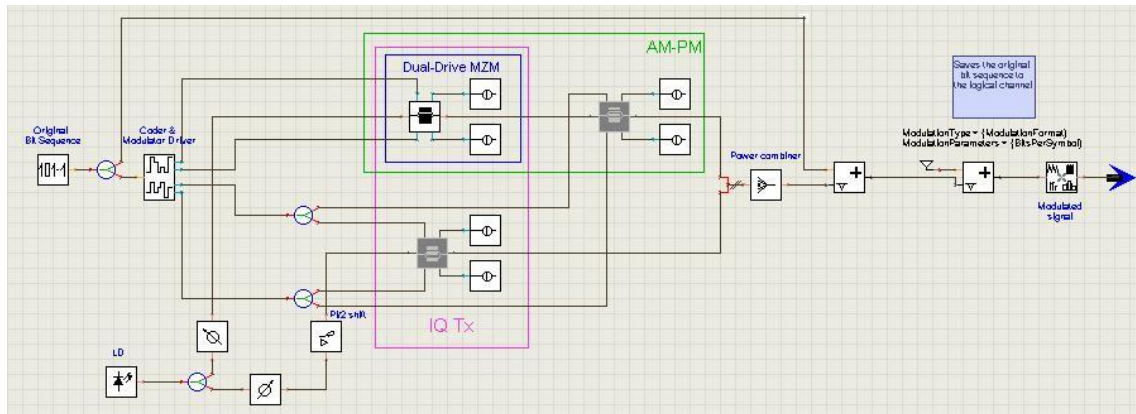 AM-PM
Dual-Drive MZM
Saves the original
bit sequence to
the logical channel
Original
Bit Sequence
Coder &
Modulator Driver
101-1
ModulationType = {ModulationFormat}
ModulationParameters = {BitsPerSymbol}
Power combiner
Modulated
signal
Pi/2 shift
IQ Tx
LD